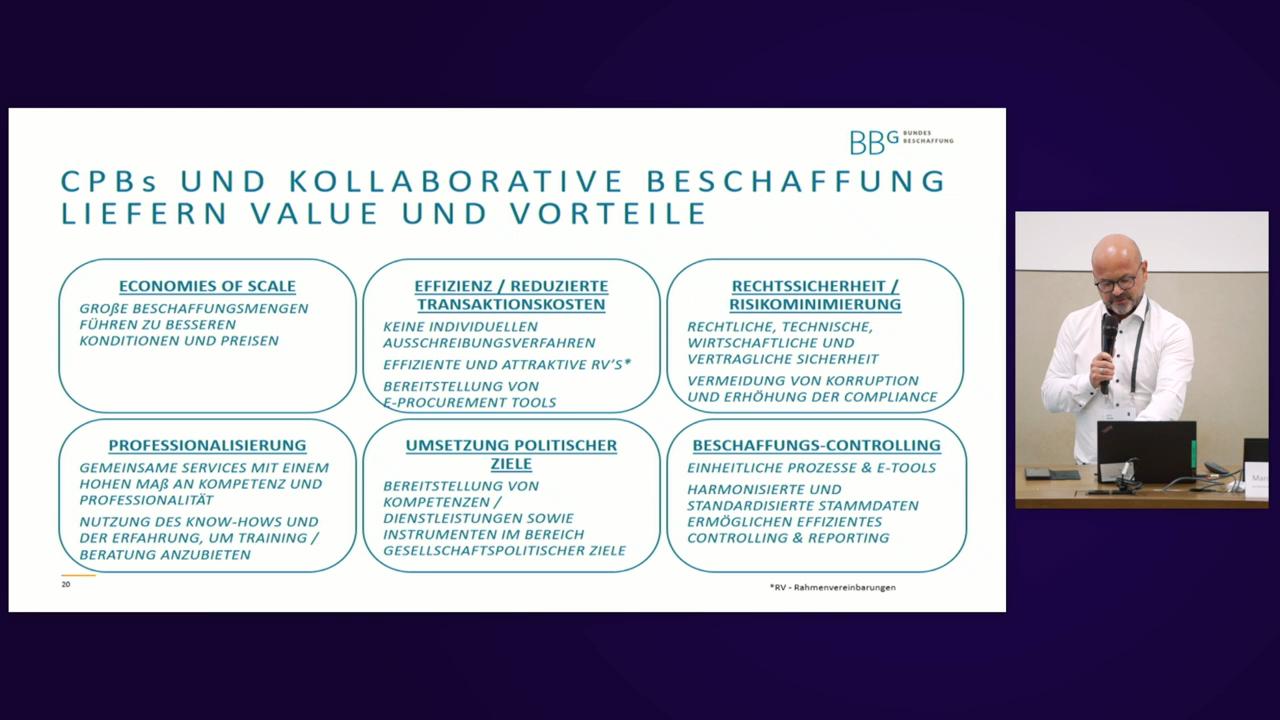 BBG BUNDES
BESCHAFFUNG
CPBs UND KOLLABORATIVE BESCHAFFUNG
LIEFERN VALUE UND VORTEILE
ECONOMIES OF SCALE
GROßE BESCHAFFUNGSMENGEN
FÜHREN ZU BESSEREN
KONDITIONEN UND PREISEN
EFFIZIENZ / REDUZIERTE
TRANSAKTIONSKOSTEN
KEINE INDIVIDUELLEN
AUSSCHREIBUNGSVERFAHREN
EFFIZIENTE UND ATTRAKTIVE RV'S*
BEREITSTELLUNG VON
E-PROCUREMENT TOOLS
RECHTSSICHERHEIT /
RISIKOMINIMIERUNG
RECHTLICHE, TECHNISCHE,
WIRTSCHAFTLICHE UND
VERTRAGLICHE SICHERHEIT
VERMEIDUNG VON KORRUPTION
UND ERHÖHUNG DER COMPLIANCE
PROFESSIONALISIERUNG
GEMEINSAME SERVICES MIT EINEM
HOHEN MAß AN KOMPETENZ UND
PROFESSIONALITÄT
NUTZUNG DES KNOW-HOWS UND
DER ERFAHRUNG, UM TRAINING /
BERATUNG ANZUBIETEN
UMSETZUNG POLITISCHER
ZIELE
BEREITSTELLUNG VON
KOMPETENZEN /
DIENSTLEISTUNGEN SOWIE
INSTRUMENTEN IM BEREICH
GESELLSCHAFTSPOLITISCHER ZIELE
BESCHAFFUNGS-CONTROLLING
EINHEITLICHE PROZESSE & E-TOOLS
HARMONISIERTE UND
STANDARDISIERTE STAMMDATEN
ERMÖGLICHEN EFFIZIENTES
CONTROLLING & REPORTING
20
*RV - Rahmenvereinbarungen